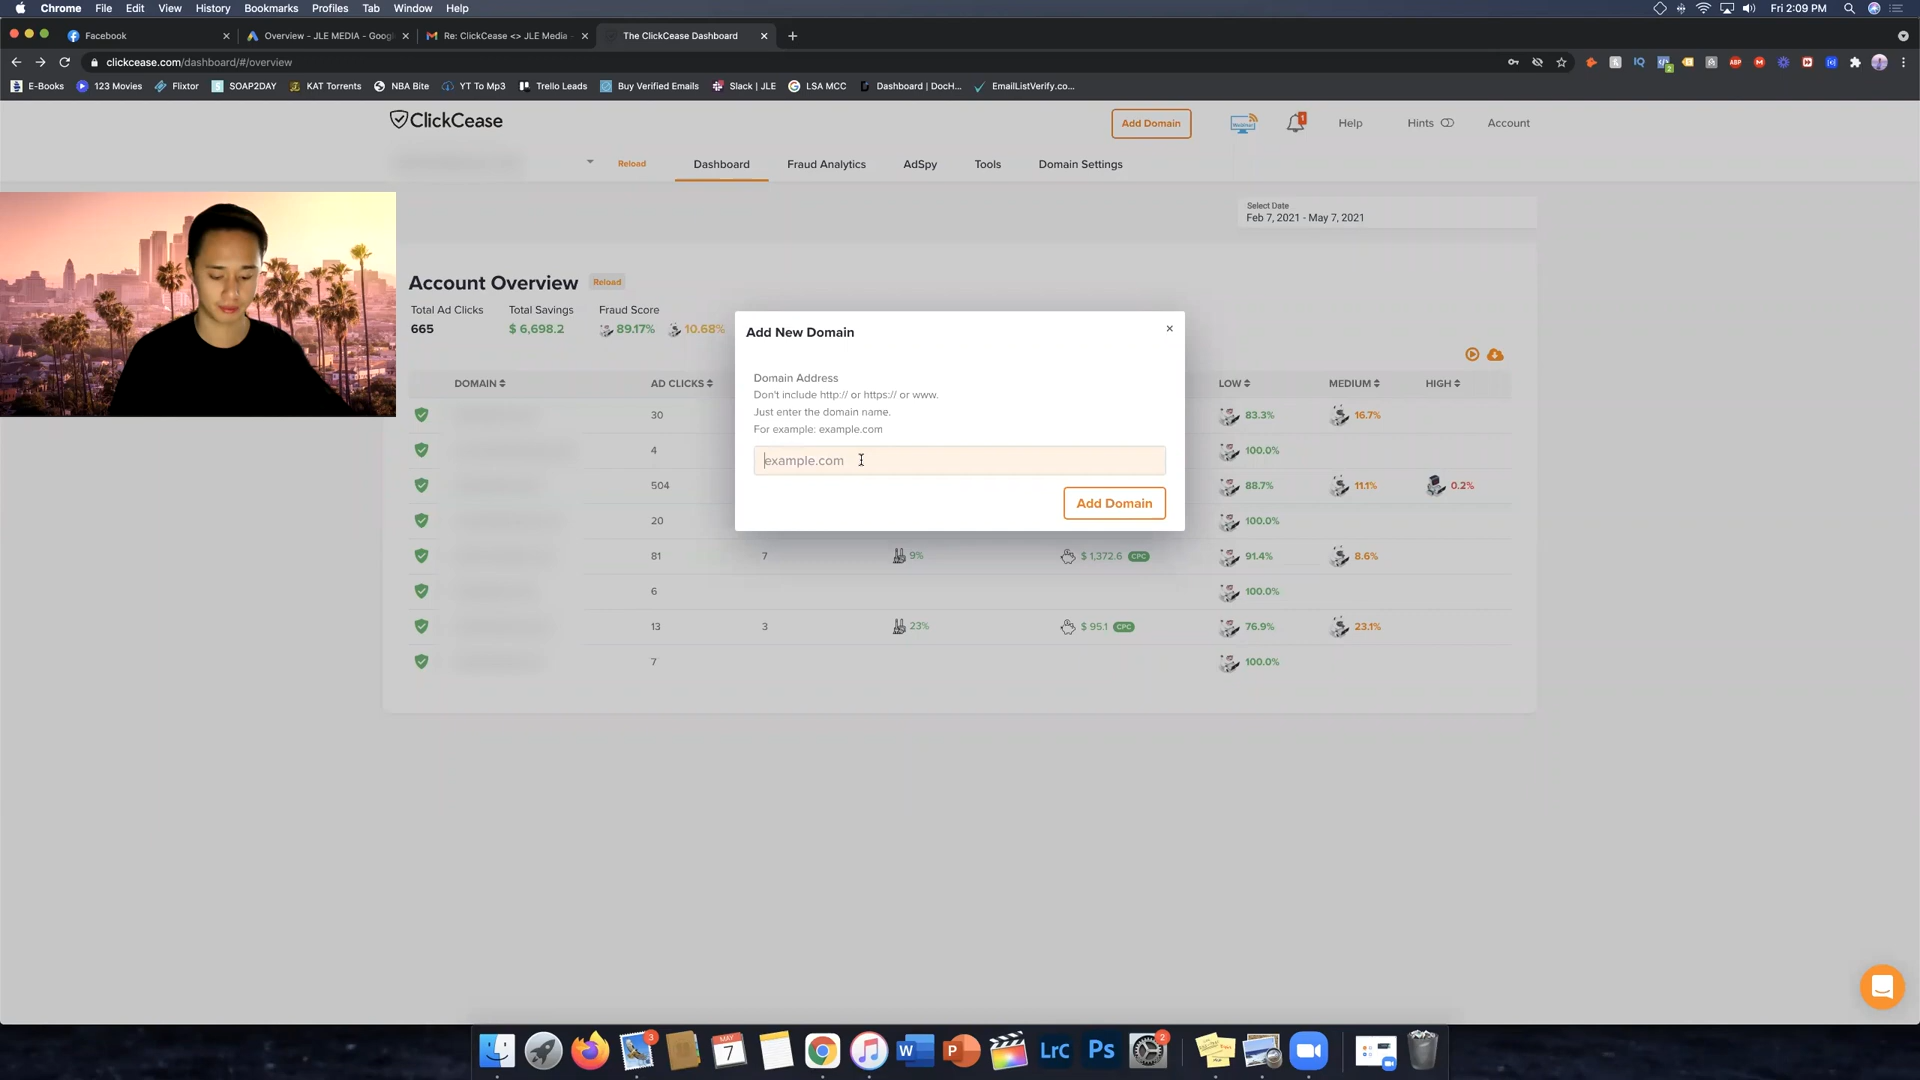 Chrome File Edit View History Bookmarks Profiles Tab Window Help Fri 2:09 PM
Facebook Overview - JLE MEDIA - Goog Re: ClickCease <> JLE Media - The ClickCease Dashboard
clickcease.com/dashboard/#/overview
E-Books 123 Movies Flixtor SOAP2DAY KAT Torrents NBA Bite YT To Mp3 Trello Leads Buy Verified Emails Slack | JLE LSA MCC Dashboard | DocH... EmailListVerify.co...
ClickCease Add Domain Help Hints Account
Reload Dashboard Fraud Analytics AdSpy Tools Domain Settings
Select Date
Feb 7, 2021 - May 7, 2021
Account Overview Reload
Total Ad Clicks Total Savings Fraud Score
665 $ 6,698.2 89.17% 10.68%
Add New Domain
Domain Address
Don't include http:// or https:// or www.
Just enter the domain name.
For example: example.com
example.com
Add Domain
DOMAIN AD CLICKS LOW MEDIUM HIGH
30 83.3% 16.7%
4 100.0%
504 88.7% 11.1% 0.2%
20 100.0%
81 7 9% $ 1,372.6 CPC 91.4% 8.6%
6 100.0%
13 3 23% $ 95.1 CPC 76.9% 23.1%
7 100.0%
3 MAY 7 W P Lrc Ps 2